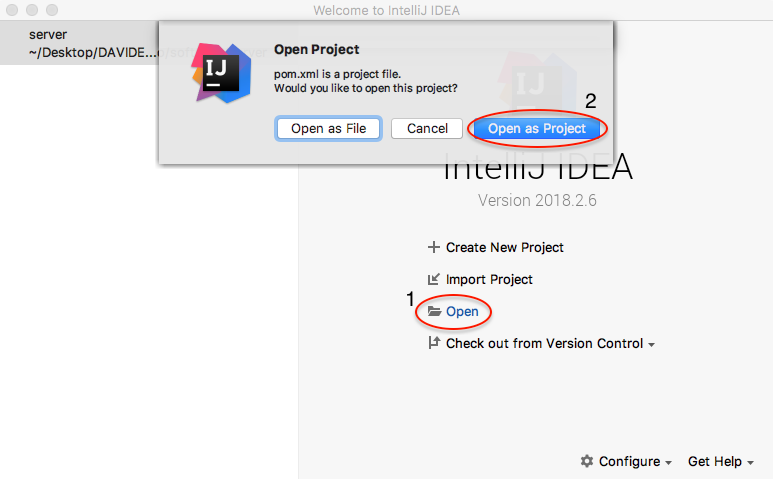 Welcome to IntelliJ IDEA
server
~/Desktop/DAVIDE...
Open Project
IJ
pom.xml is a project file.
Would you like to open this project?
2
Open as File
Cancel
Open as Project
IntelliJ IDEA
Version 2018.2.6
Create New Project
Import Project
1
Open
Check out from Version Control
Configure
Get Help